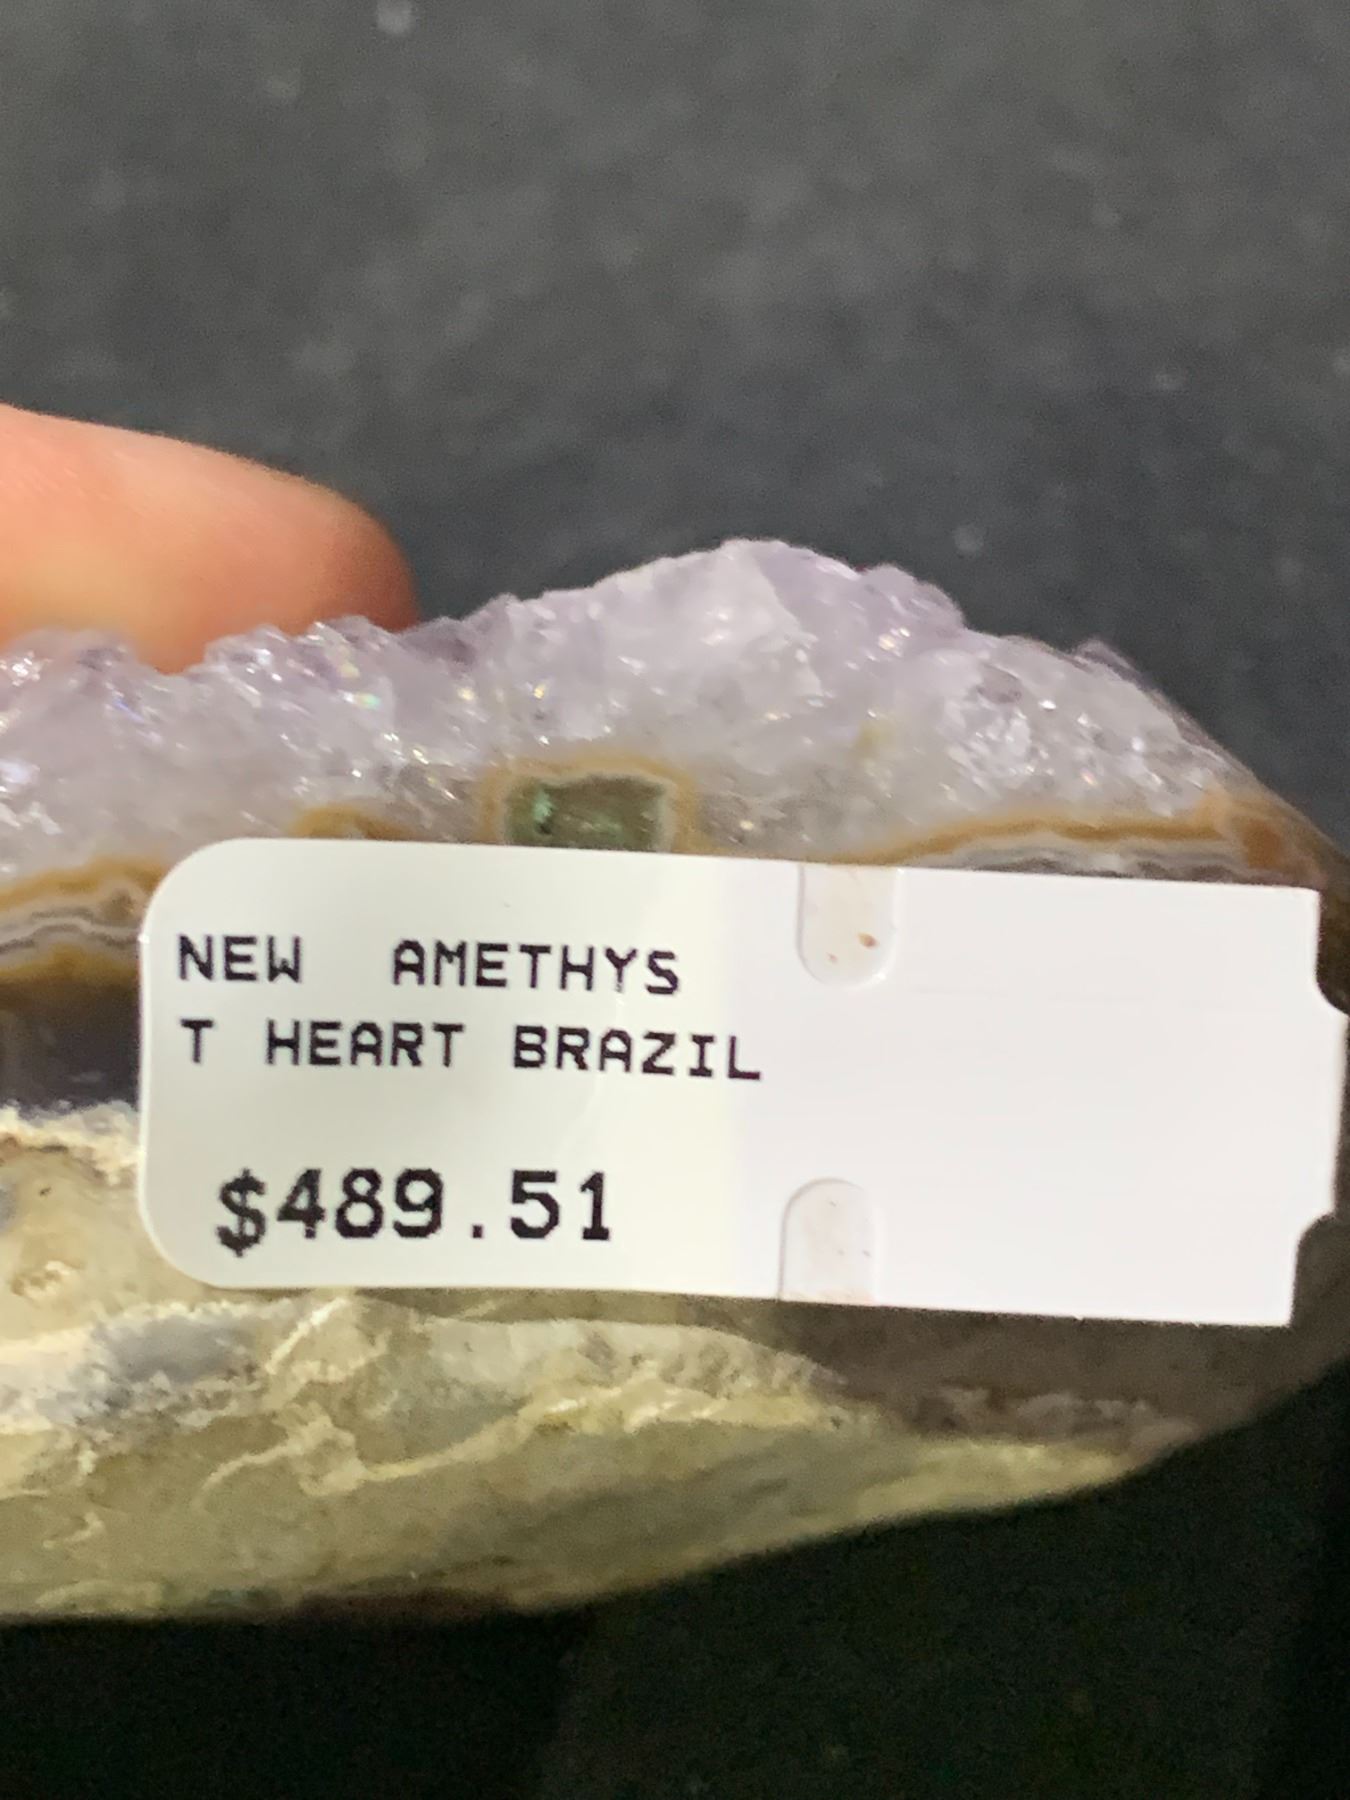 NEW AMETHYS
T HEART BRAZIL
$489.51